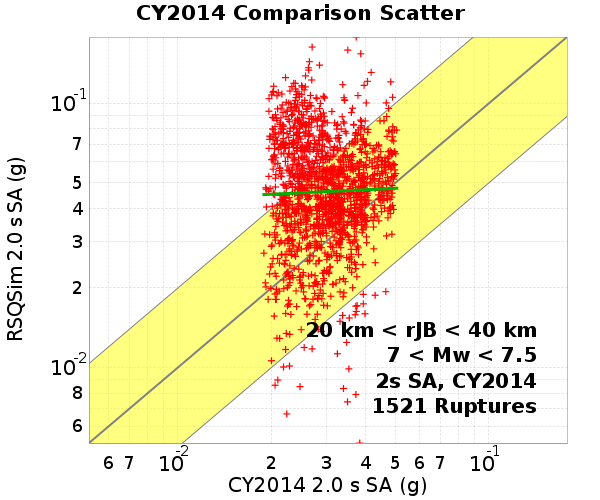 CY2014 Comparison Scatter
RSQSim 2.0 s SA (g)
10-1
7
5
4
3
2
10-2
8
6
20 km < rJB < 40 km
7 < Mw < 7.5
2s SA, CY2014
1521 Ruptures
6 7 10-2 2 3 4 5 6 7 10-1
CY2014 2.0 s SA (g)